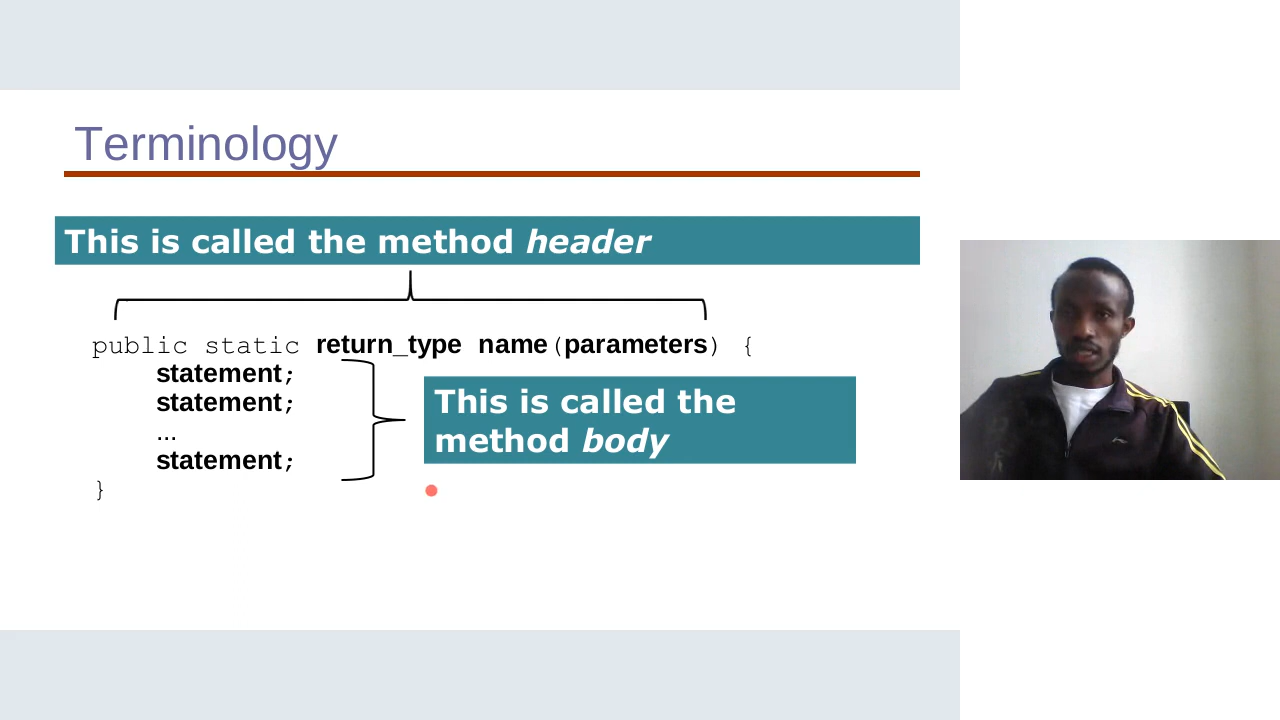 Terminology
This is called the method header
public static return_type name(parameters) {
statement;
statement;
...
statement;
}
This is called the
method body